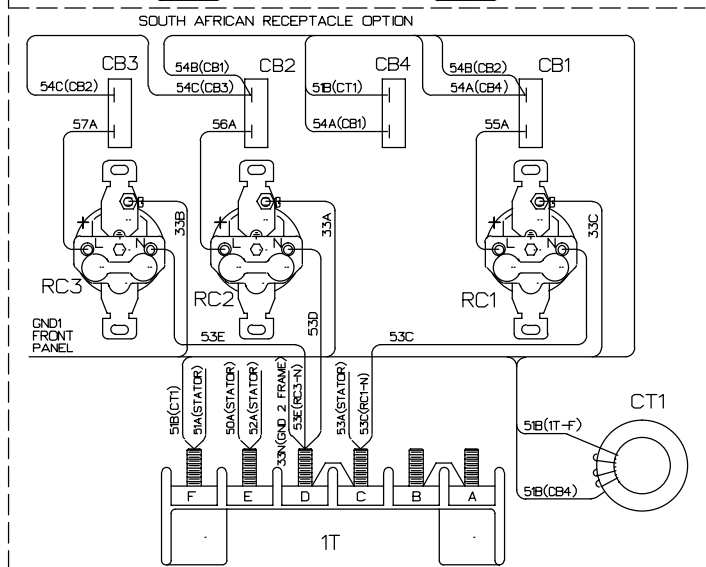 SOUTH AFRICAN RECEPTACLE OPTION
CB3
54B(CB1)
CB2
CB4
54B(CB2)
CB1
54C(CB2)
54C(CB3)
51B(CT1)
54A(CB4)
57A
56A
54A(CB1)
55A
33B
33A
33C
+
L
N
+
L
N
+
L
N
RC3
RC2
RC1
GND1
FRONT
PANEL
53E
53D
53C
51B(CT1)
51A(STATOR)
50A(STATOR)
52A(STATOR)
33N(GND 2 FRAME)
53E(RC3-N)
53A(STATOR)
53C(RC1-N)
CT1
51B(1T-F)
51B(CB4)
F
E
D
C
B
A
1T